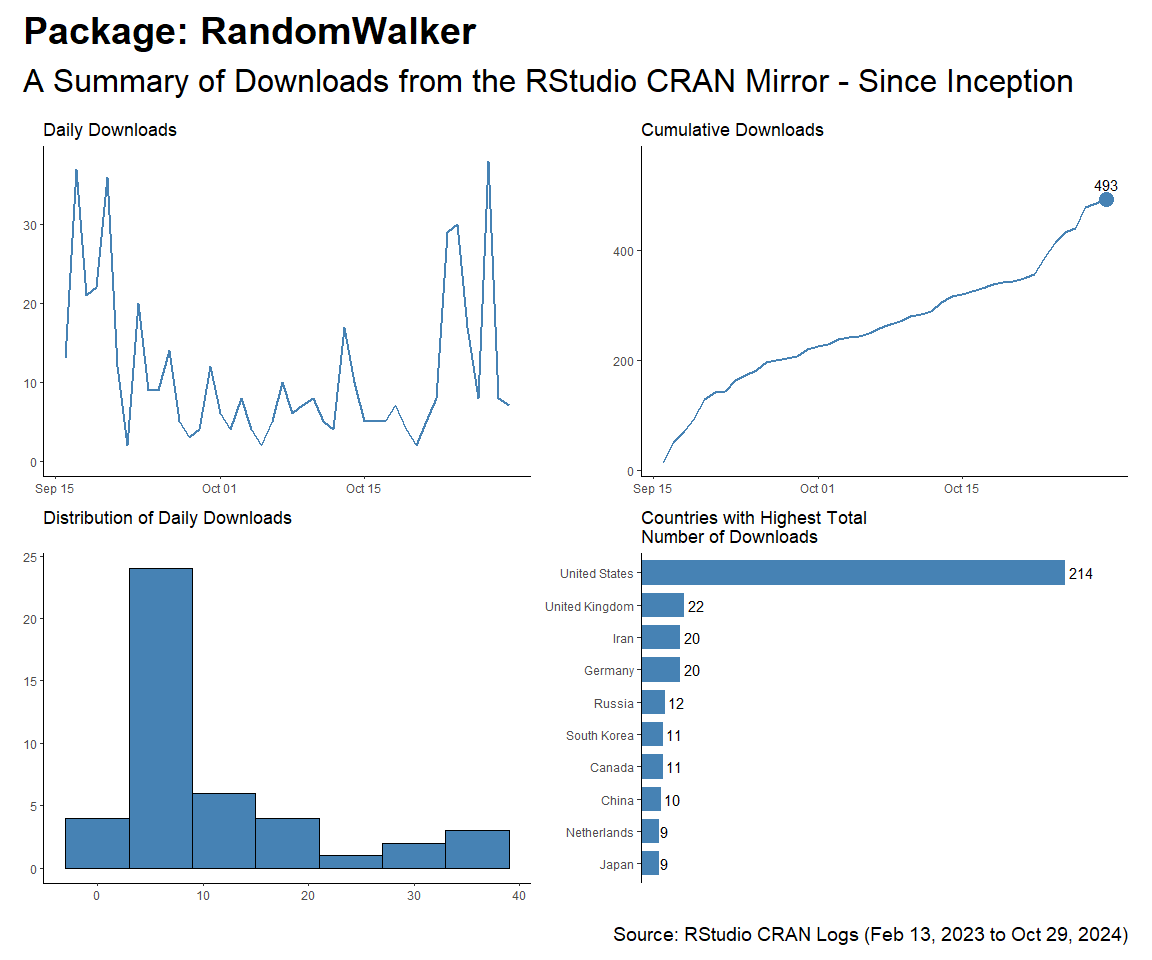 Package: RandomWalker
A Summary of Downloads from the RStudio CRAN Mirror - Since Inception
Daily Downloads
30
20
10
0
Sep 15 Oct 01 Oct 15
Cumulative Downloads
493
400
200
0
Sep 15 Oct 01 Oct 15
Distribution of Daily Downloads
25
20
15
10
5
0
0 10 20 30 40
Countries with Highest Total
Number of Downloads
United States 214
United Kingdom 22
Iran 20
Germany 20
Russia 12
South Korea 11
Canada 11
China 10
Netherlands 9
Japan 9
Source: RStudio CRAN Logs (Feb 13, 2023 to Oct 29, 2024)